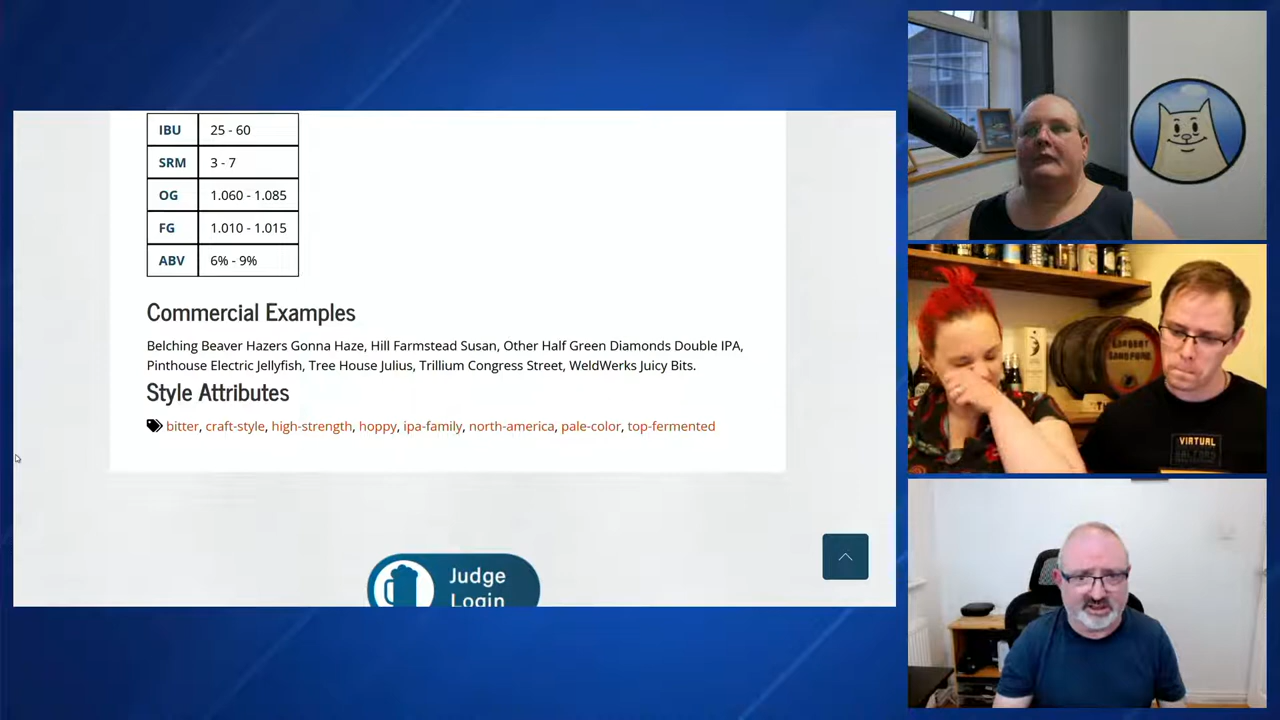 IBU 25 - 60
SRM 3 - 7
OG 1.060 - 1.085
FG 1.010 - 1.015
ABV 6% - 9%
Commercial Examples
Belching Beaver Hazers Gonna Haze, Hill Farmstead Susan, Other Half Green Diamonds Double IPA,
Pinthouse Electric Jellyfish, Tree House Julius, Trillium Congress Street, WeldWerks Juicy Bits.
Style Attributes
bitter, craft-style, high-strength, hoppy, ipa-family, north-america, pale-color, top-fermented
Judge
Login
VIRTUAL